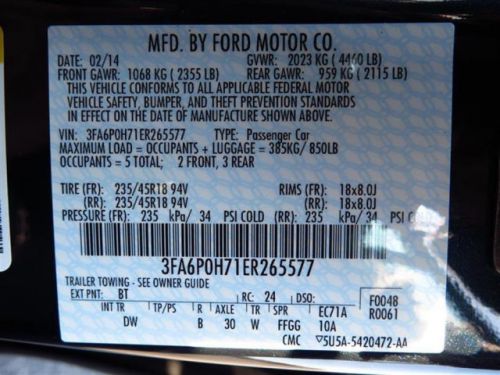 MFD. BY FORD MOTOR CO.
DATE: 02/14 GVWR: 2023 KG ( 4460 LB)
FRONT GAWR: 1068 KG ( 2355 LB) REAR GAWR: 959 KG ( 2115 LB)
THIS VEHICLE CONFORMS TO ALL APPLICABLE FEDERAL MOTOR
VEHICLE SAFETY, BUMPER, AND THEFT PREVENTION STANDARDS
IN EFFECT ON THE DATE OF MANUFACTURE SHOWN ABOVE.
VIN: 3FA6P0H71ER265577 TYPE: Passenger Car
MAXIMUM LOAD = OCCUPANTS + LUGGAGE = 385KG/ 850LB
OCCUPANTS = 5 TOTAL; 2 FRONT, 3 REAR
TIRE (FR): 235/45R18 94V RIMS (FR): 18x8.0J
(RR): 235/45R18 94V (RR): 18x8.0J
PRESSURE (FR): 235 kPa/ 34 PSI COLD (RR): 235 kPa/ 34 PSI COLD
3FA6P0H71ER265577
TRAILER TOWING - SEE OWNER GUIDE
EXT PNT: BT RC: 24 DSO: F0048
INT TR TP/PS R AXLE TR SPR EC71A R0061
DW B 30 W FFGG 10A
CMC 5U5A-5420472-AA